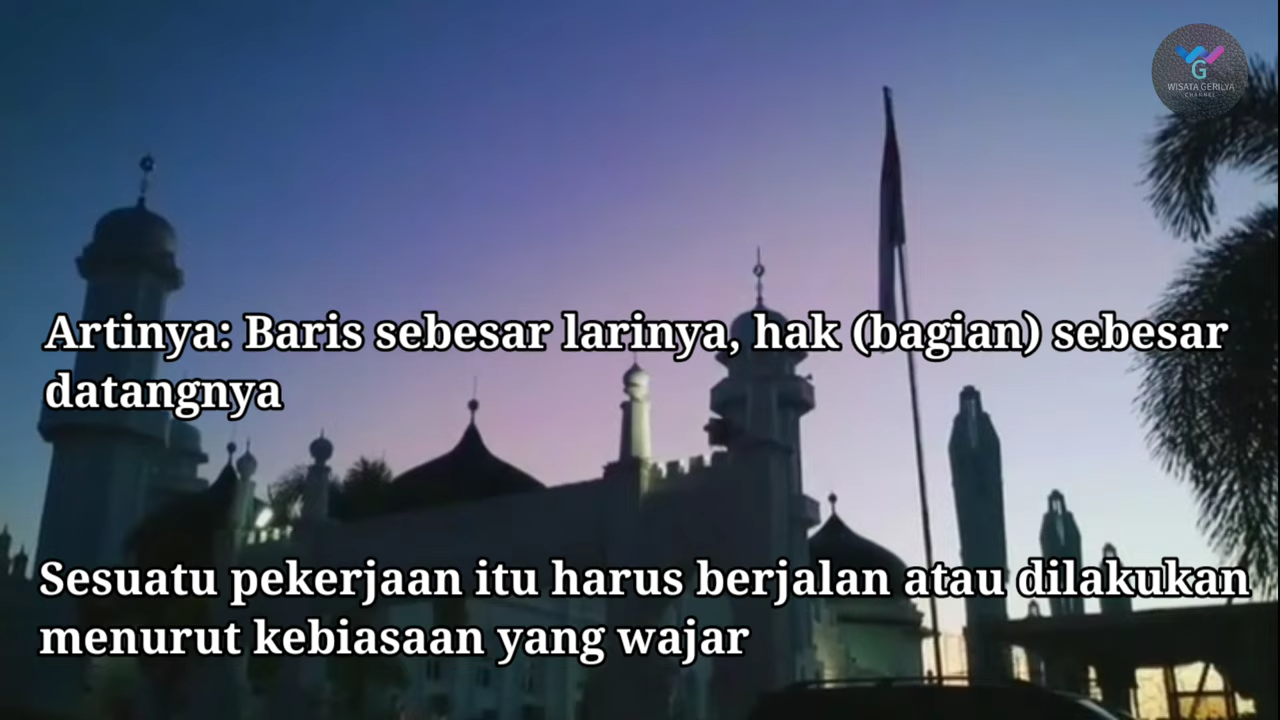 WISATA GERILYA
CHANNEL
Artinya: Baris sebesar larinya, hak (bagian) sebesar
datangnya
Sesuatu pekerjaan itu harus berjalan atau dilakukan
menurut kebiasaan yang wajar